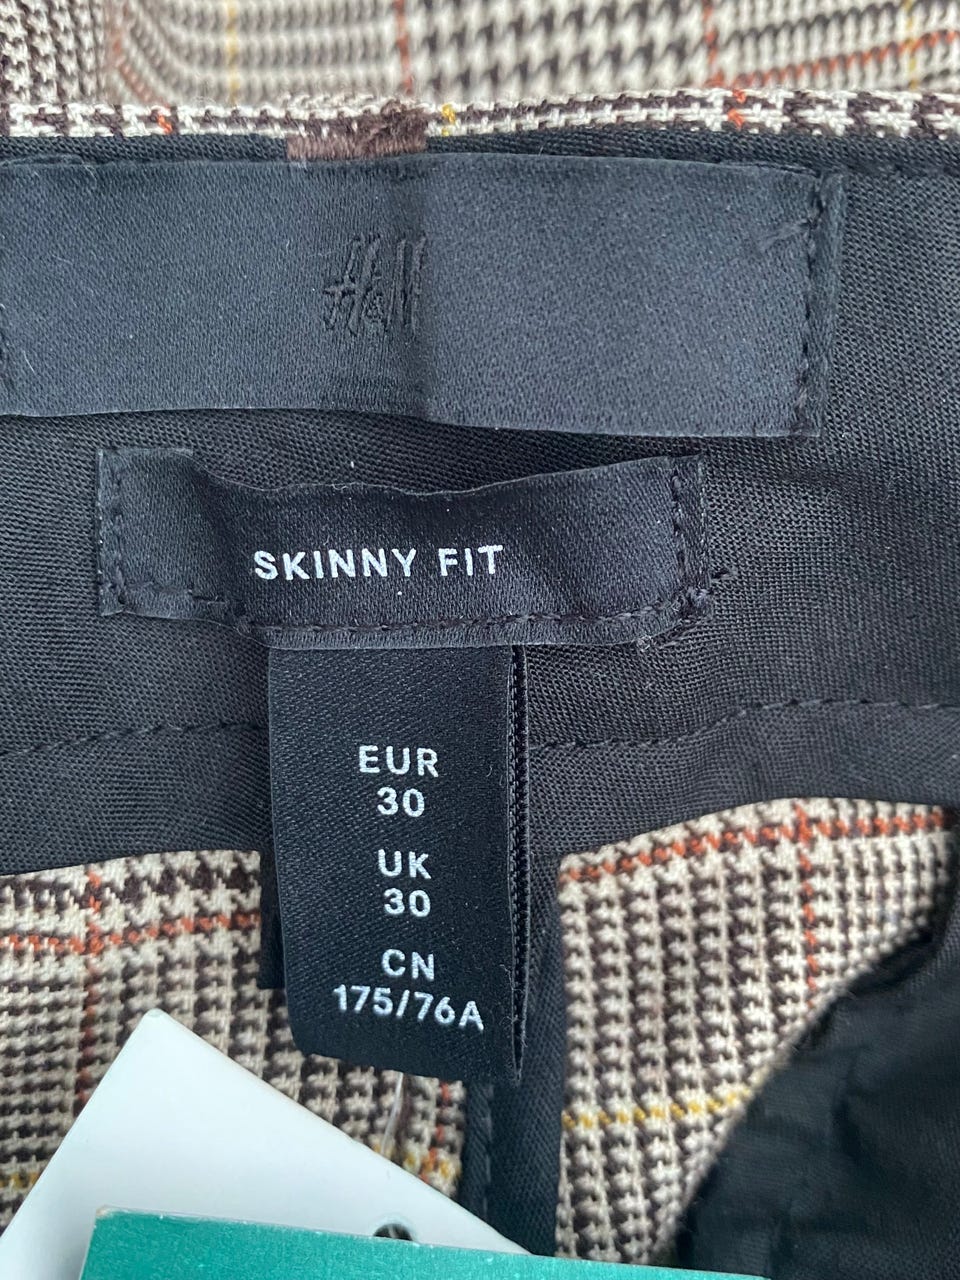 H&M
SKINNY FIT
EUR
30
UK
30
CN
175/76A